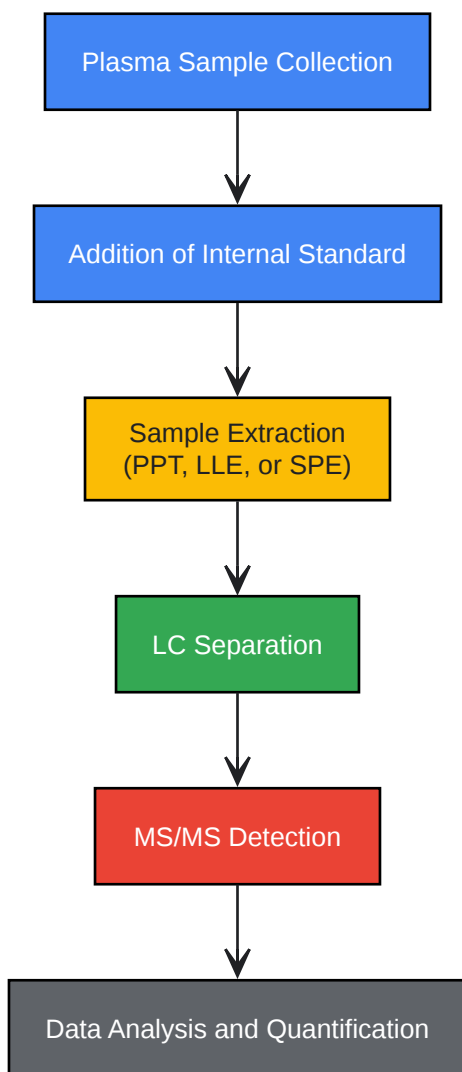 Plasma Sample Collection
Addition of Internal Standard
Sample Extraction
(PPT, LLE, or SPE)
LC Separation
MS/MS Detection
Data Analysis and Quantification